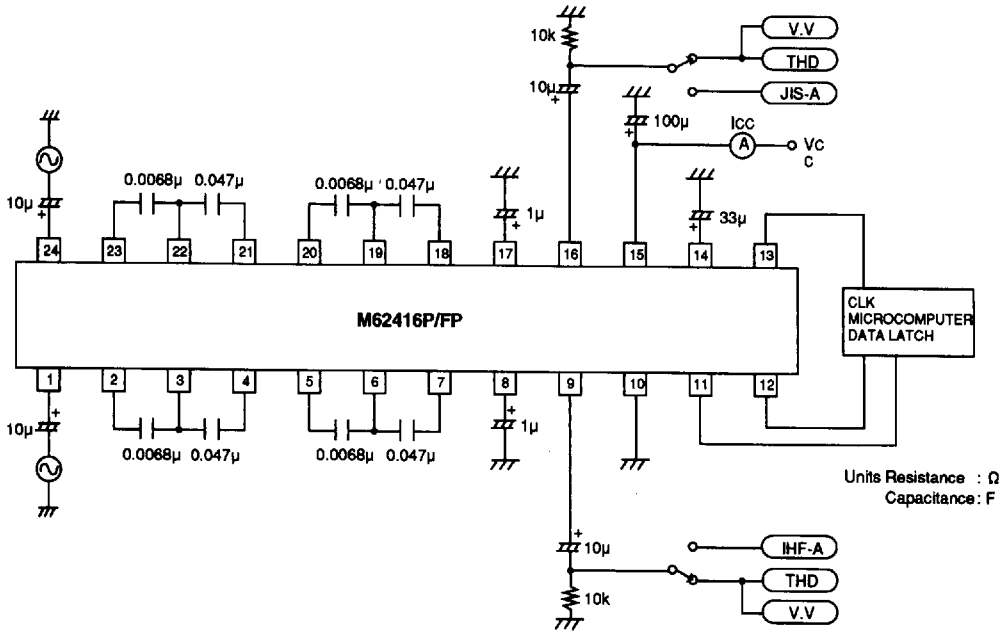 10k
V.V
THD
JIS-A
10µ
+
100µ
+
ICC
A
VC
C
0.0068µ 0.047µ
0.0068µ 0.047µ
10µ
+
1µ
+
33µ
+
24 23 22 21 20 19 18 17 16 15 14 13
M62416P/FP
CLK
MICROCOMPUTER
DATA LATCH
1 2 3 4 5 6 7 8 9 10 11 12
+
10µ
0.0068µ 0.047µ
0.0068µ 0.047µ
+
1µ
Units Resistance : Ω
Capacitance : F
+
10µ
10k
IHF-A
THD
V.V